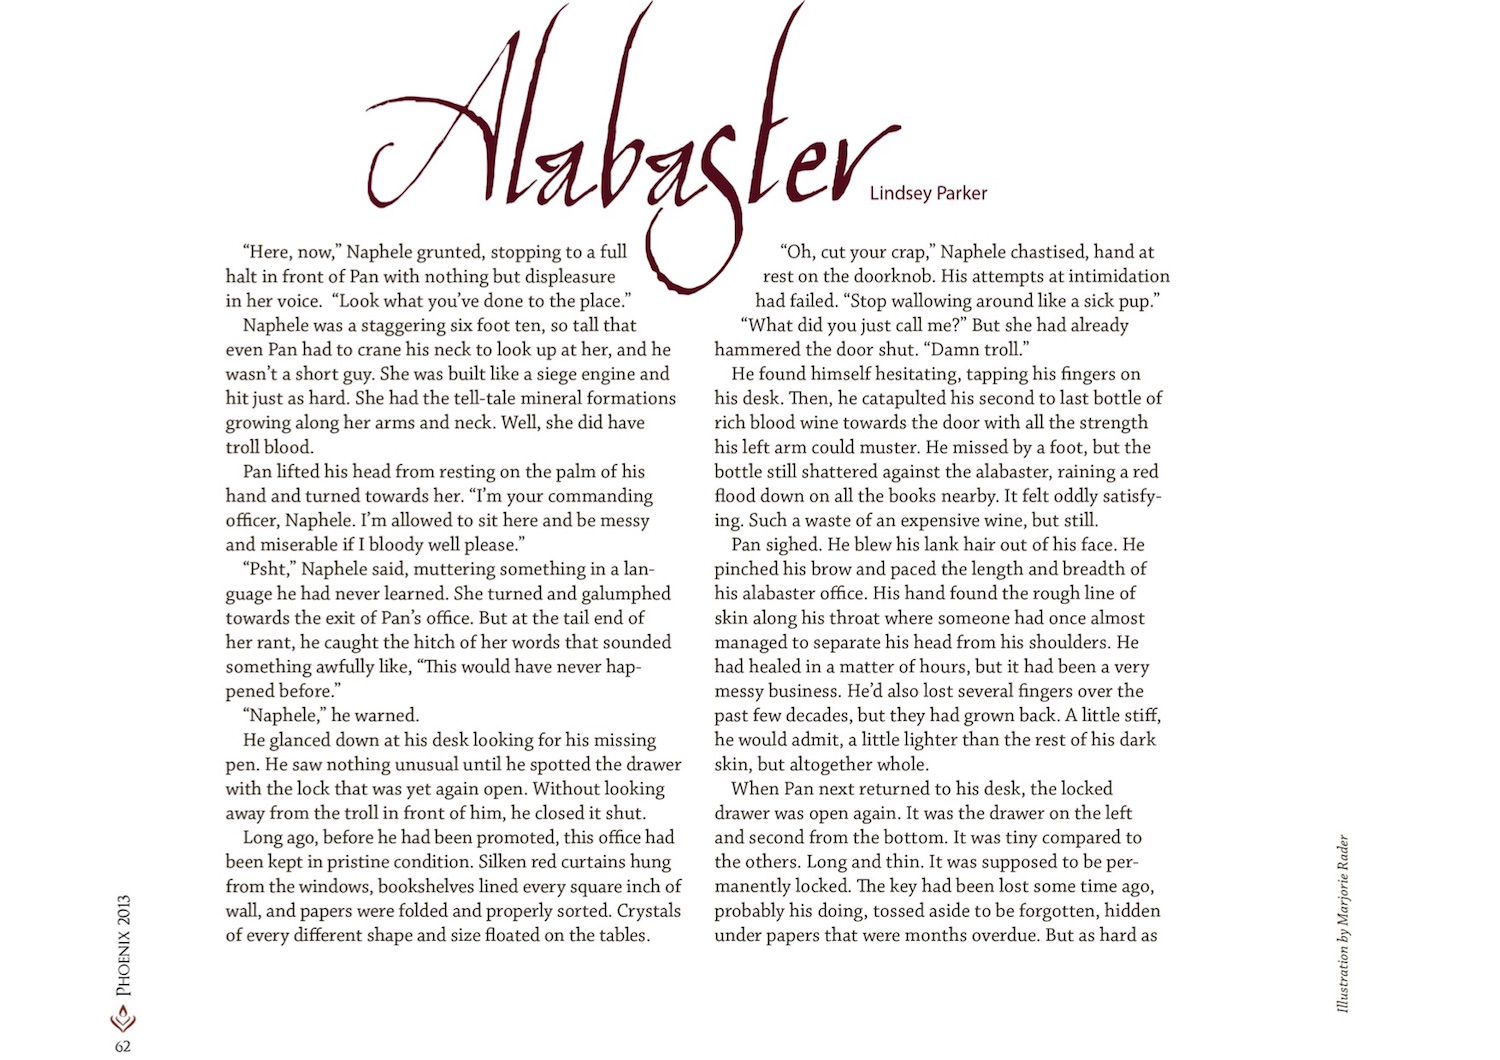 Alabaster
Lindsey Parker
“Here, now,” Naphele grunted, stopping to a full
halt in front of Pan with nothing but displeasure
in her voice.  “Look what you’ve done to the place.”
Naphele was a staggering six foot ten, so tall that
even Pan had to crane his neck to look up at her, and he
wasn’t a short guy. She was built like a siege engine and
hit just as hard. She had the tell-tale mineral formations
growing along her arms and neck. Well, she did have
troll blood.
Pan lifted his head from resting on the palm of his
hand and turned towards her. “I’m your commanding
officer, Naphele. I’m allowed to sit here and be messy
and miserable if I bloody well please.”
“Psht,” Naphele said, muttering something in a lan-
guage he had never learned. She turned and galumphed
towards the exit of Pan’s office. But at the tail end of
her rant, he caught the hitch of her words that sounded
something awfully like, “This would have never hap-
pened before.”
“Naphele,” he warned.
He glanced down at his desk looking for his missing
pen. He saw nothing unusual until he spotted the drawer
with the lock that was yet again open. Without looking
away from the troll in front of him, he closed it shut.
Long ago, before he had been promoted, this office had
been kept in pristine condition. Silken red curtains hung
from the windows, bookshelves lined every square inch of
wall, and papers were folded and properly sorted. Crystals
of every different shape and size floated on the tables.
“Oh, cut your crap,” Naphele chastised, hand at
rest on the doorknob. His attempts at intimidation
had failed. “Stop wallowing around like a sick pup.”
“What did you just call me?” But she had already
hammered the door shut. “Damn troll.”
He found himself hesitating, tapping his fingers on
his desk. Then, he catapulted his second to last bottle of
rich blood wine towards the door with all the strength
his left arm could muster. He missed by a foot, but the
bottle still shattered against the alabaster, raining a red
flood down on all the books nearby. It felt oddly satisfy-
ing. Such a waste of an expensive wine, but still.
Pan sighed. He blew his lank hair out of his face. He
pinched his brow and paced the length and breadth of
his alabaster office. His hand found the rough line of
skin along his throat where someone had once almost
managed to separate his head from his shoulders. He
had healed in a matter of hours, but it had been a very
messy business. He’d also lost several fingers over the
past few decades, but they had grown back. A little stiff,
he would admit, a little lighter than the rest of his dark
skin, but altogether whole.
When Pan next returned to his desk, the locked
drawer was open again. It was the drawer on the left
and second from the bottom. It was tiny compared to
the others. Long and thin. It was supposed to be per-
manently locked. The key had been lost some time ago,
probably his doing, tossed aside to be forgotten, hidden
under papers that were months overdue. But as hard as
Illustration by Marjorie Rader
PHOENIX 2013
62